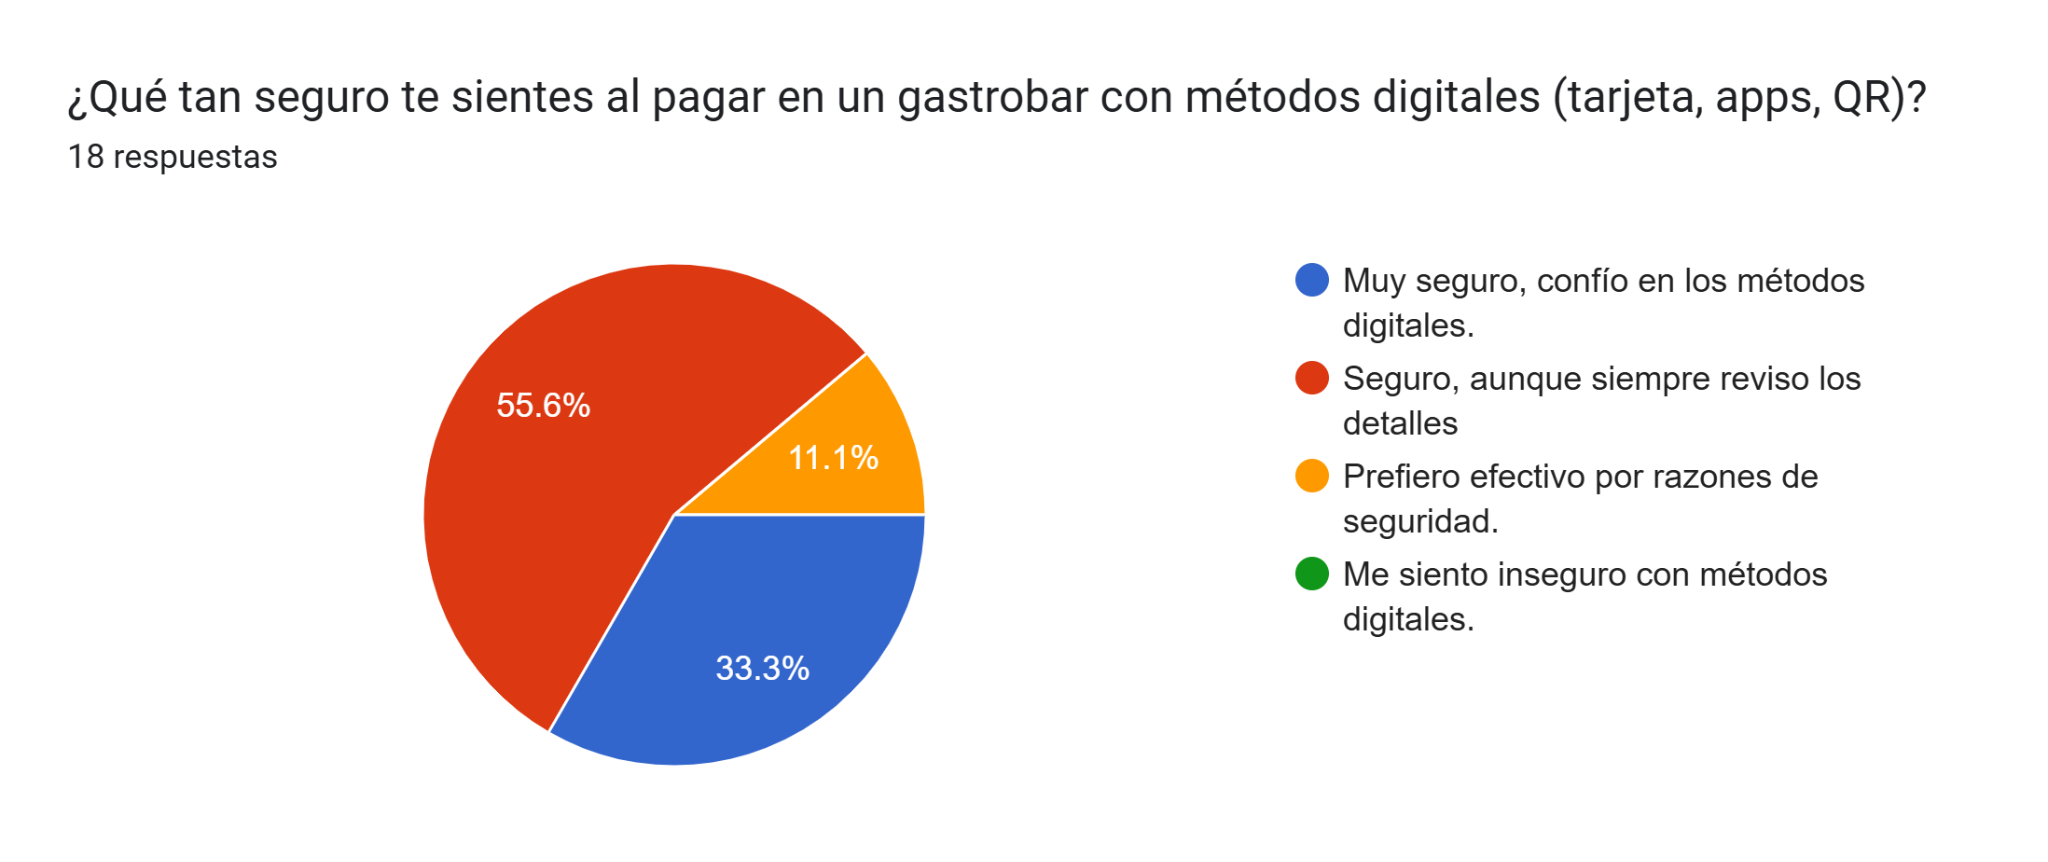 ¿Qué tan seguro te sientes al pagar en un gastrobar con métodos digitales (tarjeta, apps, QR)?
18 respuestas
55.6%
11.1%
33.3%
Muy seguro, confío en los métodos
digitales.
Seguro, aunque siempre reviso los
detalles
Prefiero efectivo por razones de
seguridad.
Me siento inseguro con métodos
digitales.